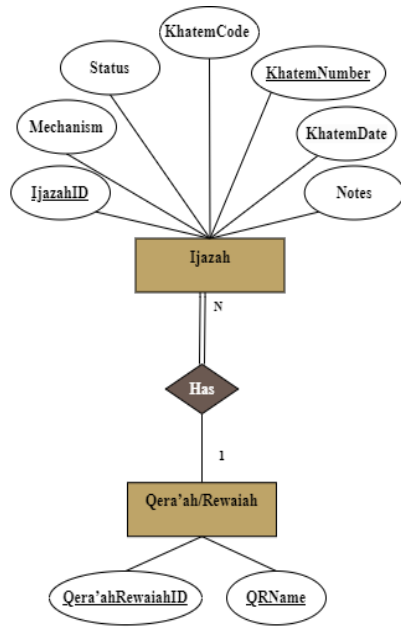 KhatemCode
Status
KhatemNumber
Mechanism
KhatemDate
IjazahID
Notes
Ijazah
N
Has
1
Qera'ah/Rewaiah
Qera'ahRewaiahID
QRName